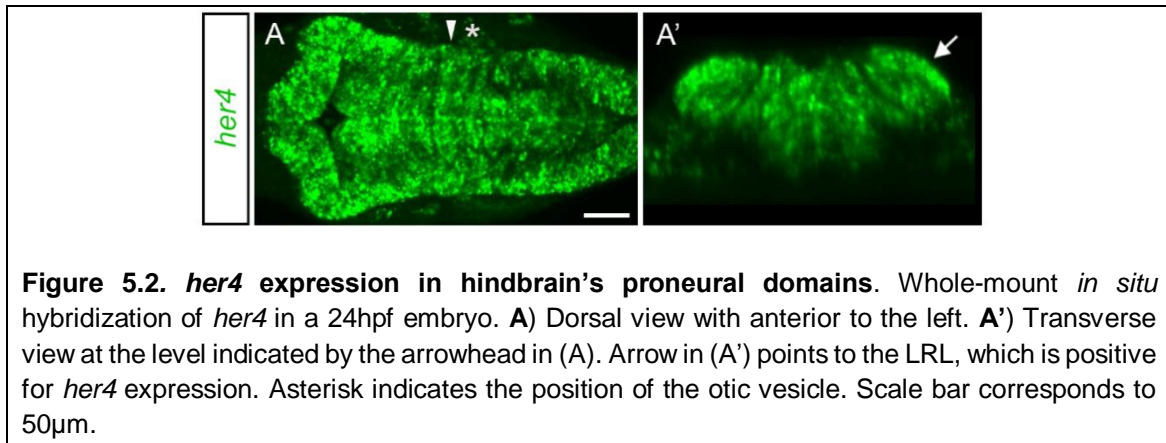 her4
A * A'
Figure 5.2. her4 expression in hindbrain's proneural domains. Whole-mount in situ
hybridization of her4 in a 24hpf embryo. A) Dorsal view with anterior to the left. A') Transverse
view at the level indicated by the arrowhead in (A). Arrow in (A') points to the LRL, which is positive
for her4 expression. Asterisk indicates the position of the otic vesicle. Scale bar corresponds to
50µm.